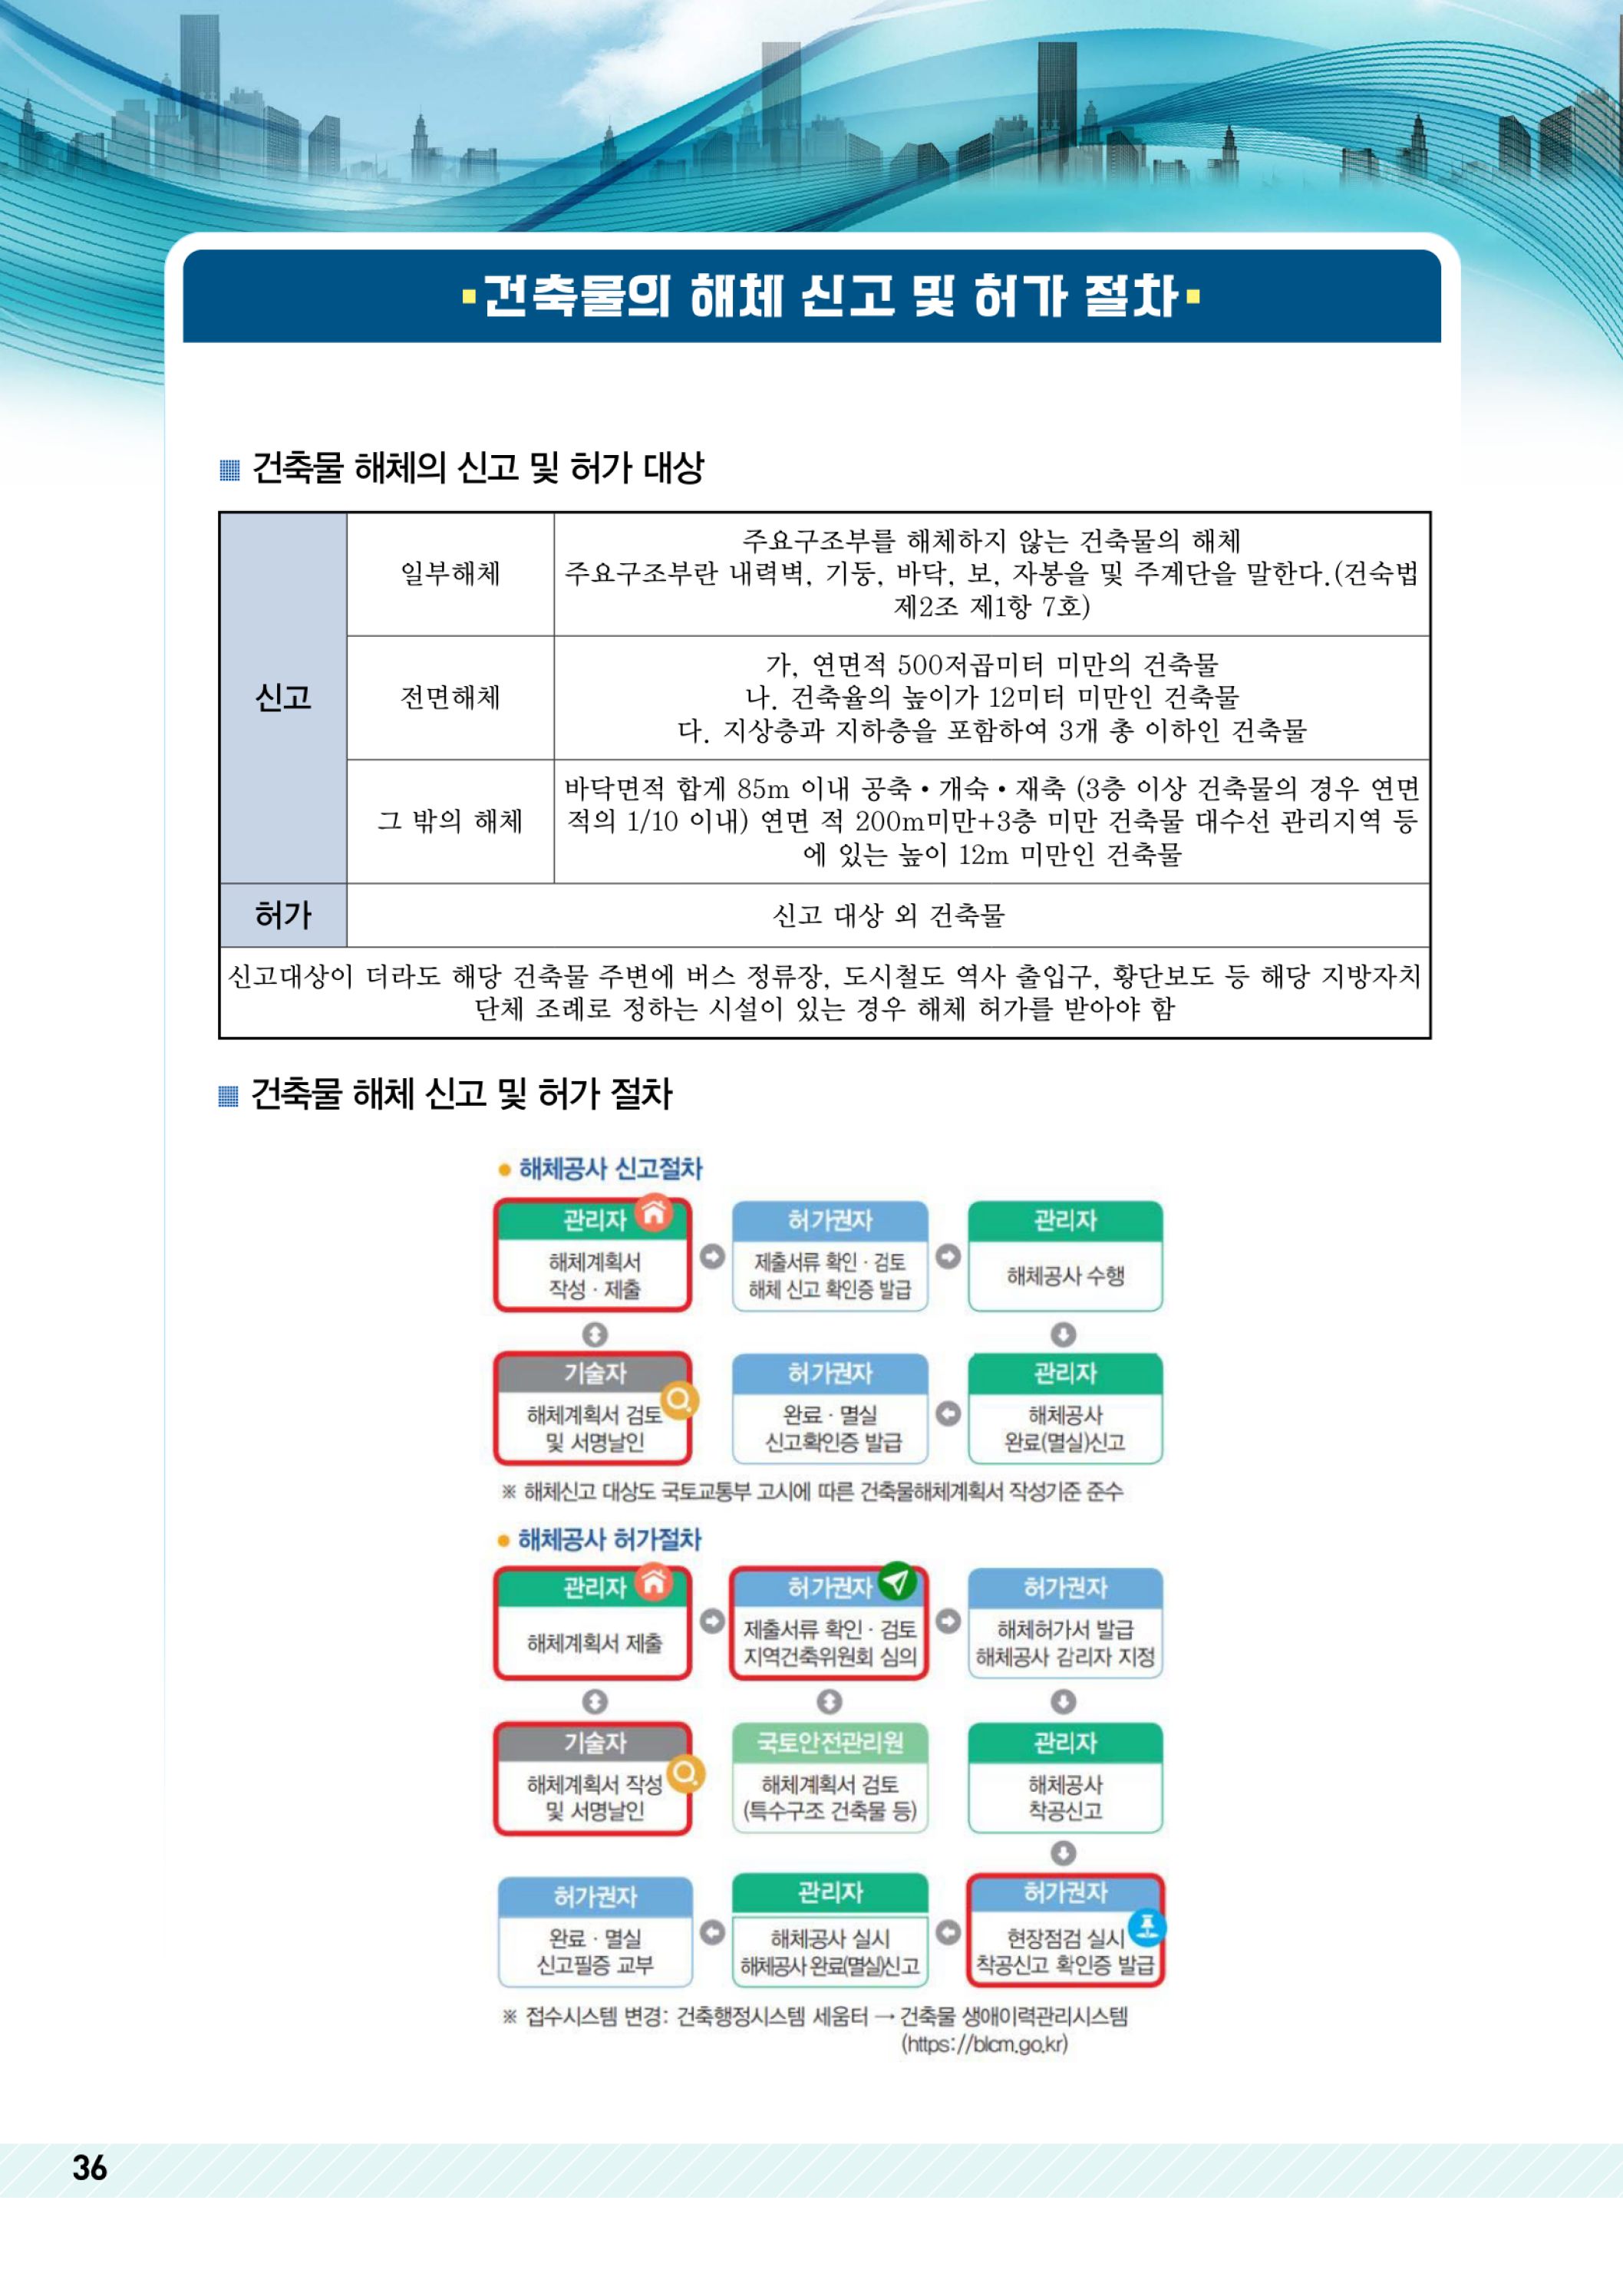 건축물의 해체 신고 및 허가 절차
건축물 해체의 신고 및 허가 대상
신고
일부해체
주요구조부를 해체하지 않는 건축물의 해체
주요구조부란 내력벽, 기둥, 바닥, 보, 자봉을 및 주계단을 말한다.(건숙법
제2조 제1항 7호)
전면해체
가, 연면적 500저곱미터 미만의 건축물
나. 건축율의 높이가 12미터 미만인 건축물
다. 지상증과 지하층을 포함하여 3개 총 이하인 건축물
그 밖의 해체
바닥면적 합게 85m 이내 공축•개숙•재축 (3층 이상 건축물의 경우 연면
적의 1/10 이내) 연면 적 200m미만+3층 미만 건축물 대수선 관리지역 등
에 있는 높이 12m 미만인 건축물
허가
신고 대상 외 건축물
신고대상이 더라도 해당 건축물 주변에 버스 정류장, 도시철도 역사 출입구, 황단보도 등 해당 지방자치
단체 조례로 정하는 시설이 있는 경우 해체 허가를 받아야 함
건축물 해체 신고 및 허가 절차
해체공사 신고절차
관리자
해체계획서
작성 · 제출
허가권자
제출서류 확인 · 검토
해체 신고 확인증 발급
관리자
해체공사 수행
기술자
해체계획서 검토
및 서명날인
허가권자
완료 · 멸실
신고확인증 발급
관리자
해체공사
완료(멸실)신고
※ 해체신고 대상도 국토교통부 고시에 따른 건축물해체계획서 작성기준 준수
해체공사 허가절차
관리자
해체계획서 제출
허가권자
제출서류 확인 · 검토
지역건축위원회 심의
허가권자
해체허가서 발급
해체공사 감리자 지정
기술자
해체계획서 작성
및 서명날인
국토안전관리원
해체계획서 검토
(특수구조 건축물 등)
관리자
해체공사
착공신고
허가권자
완료 · 멸실
신고필증 교부
관리자
해체공사 실시
해체공사 완료(멸실)신고
허가권자
현장점검 실시
착공신고 확인증 발급
※ 접수시스템 변경: 건축행정시스템 세움터 → 건축물 생애이력관리시스템
(https://blcm.go.kr)
36